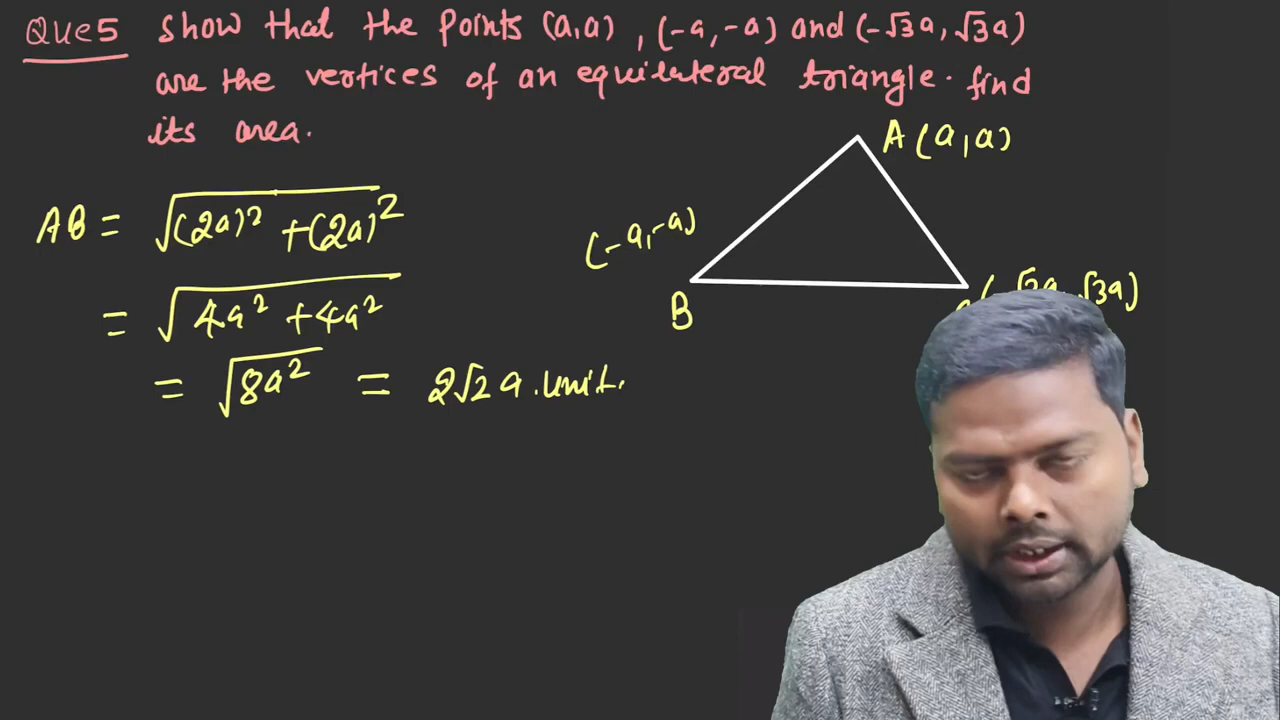 Que5 Show that the points (a,a), (-a,-a) and (-√3a, √3a)
are the vertices of an equilateral triangle. find
its area.
A (a,a)
AB = √(2a)² + (2a)²
(-a,-a)
B
√3a)
= √4a² + 4a²
= √8a² = 2√2 a. unit.